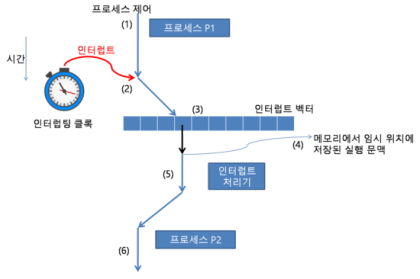 프로세스 제어
(1)
프로세스 P1
시간
인터럽트
(2)
(3)
인터럽트 벡터
인터럽팅 클록
(4)
메모리에서 임시 위치에
저장된 실행 문맥
(5)
인터럽트
처리기
(6)
프로세스 P2